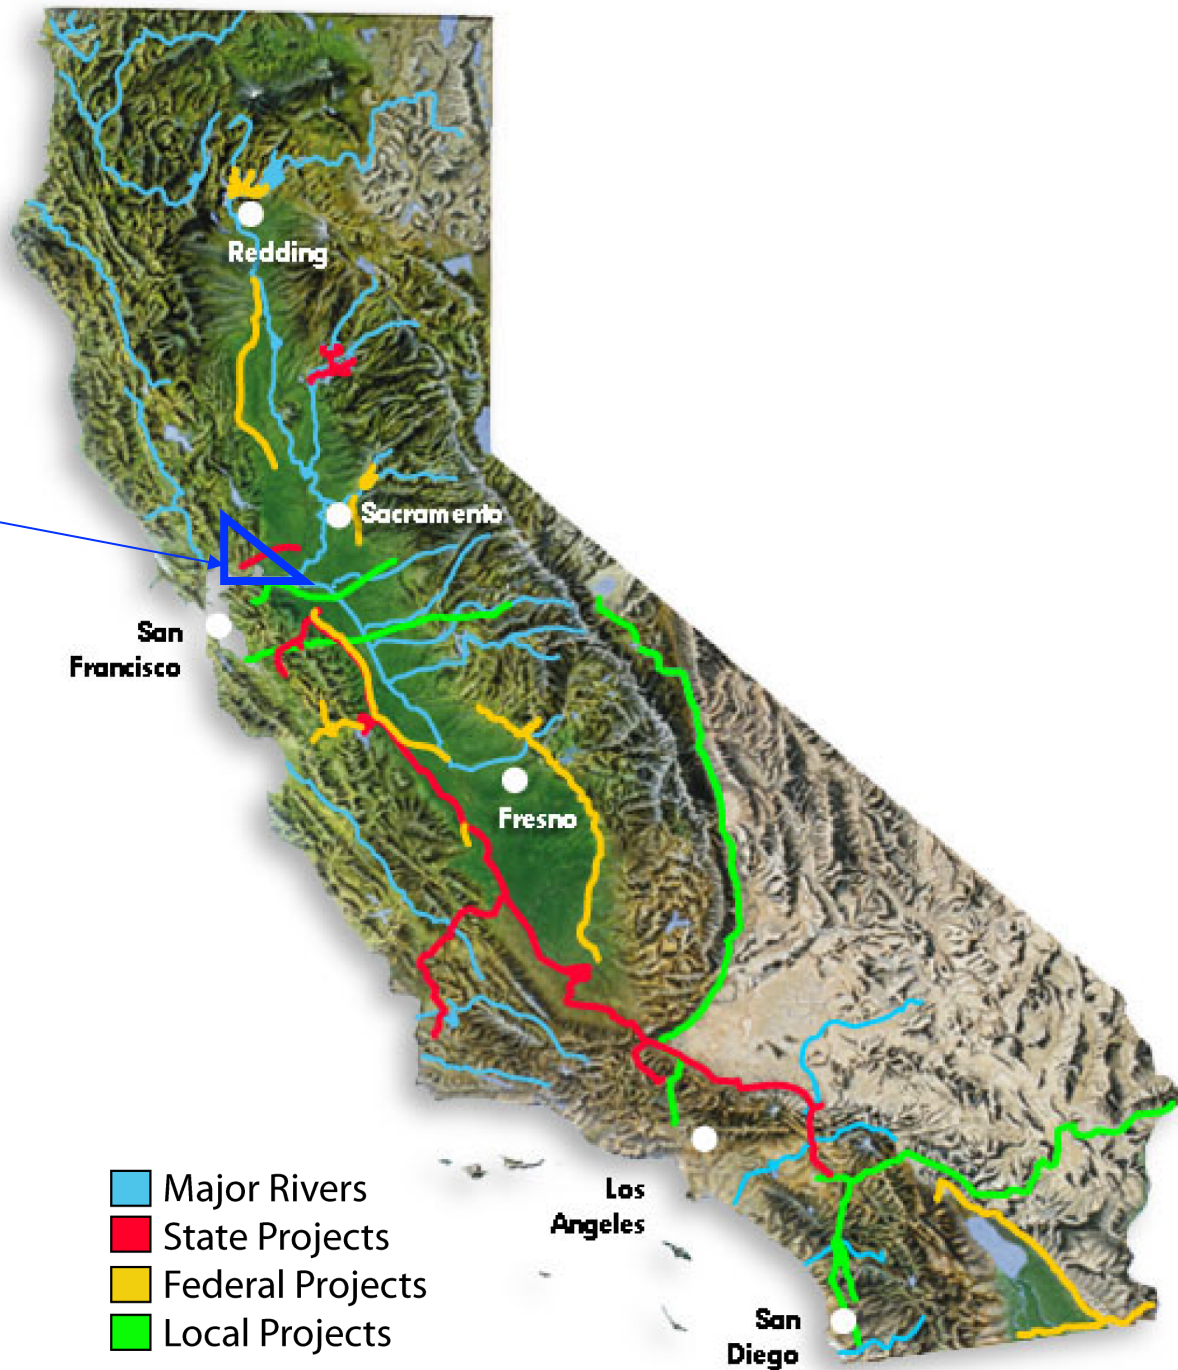 Redding
Sacramento
San
Francisco
Fresno
Los
Angeles
San
Diego
Major Rivers
State Projects
Federal Projects
Local Projects